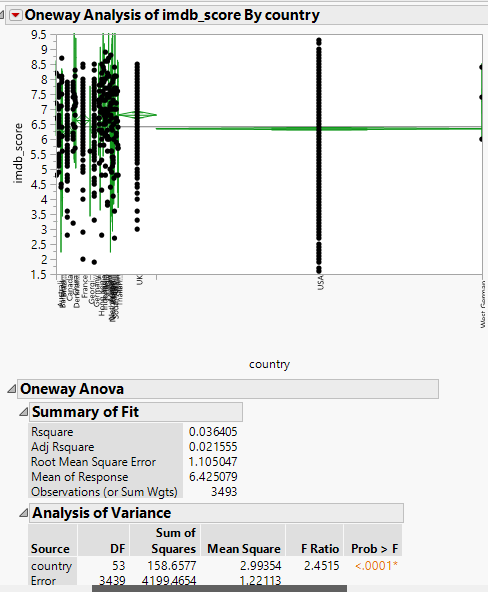 Oneway Analysis of imdb_score By country
9.5
9
8.5
8
7.5
7
6.5
6
5.5
5
4.5
4
3.5
3
2.5
2
1.5
imdb_score
Canada
France
Georgia
Germany
UK
USA
West German
country
Oneway Anova
Summary of Fit
Rsquare 0.036405
Adj Rsquare 0.021555
Root Mean Square Error 1.105047
Mean of Response 6.425079
Observations (or Sum Wgts) 3493
Analysis of Variance
Source DF Sum of Squares Mean Square F Ratio Prob > F
country 53 158.6577 2.99354 2.4515 <.0001*
Error 3439 4199.4654 1.22113